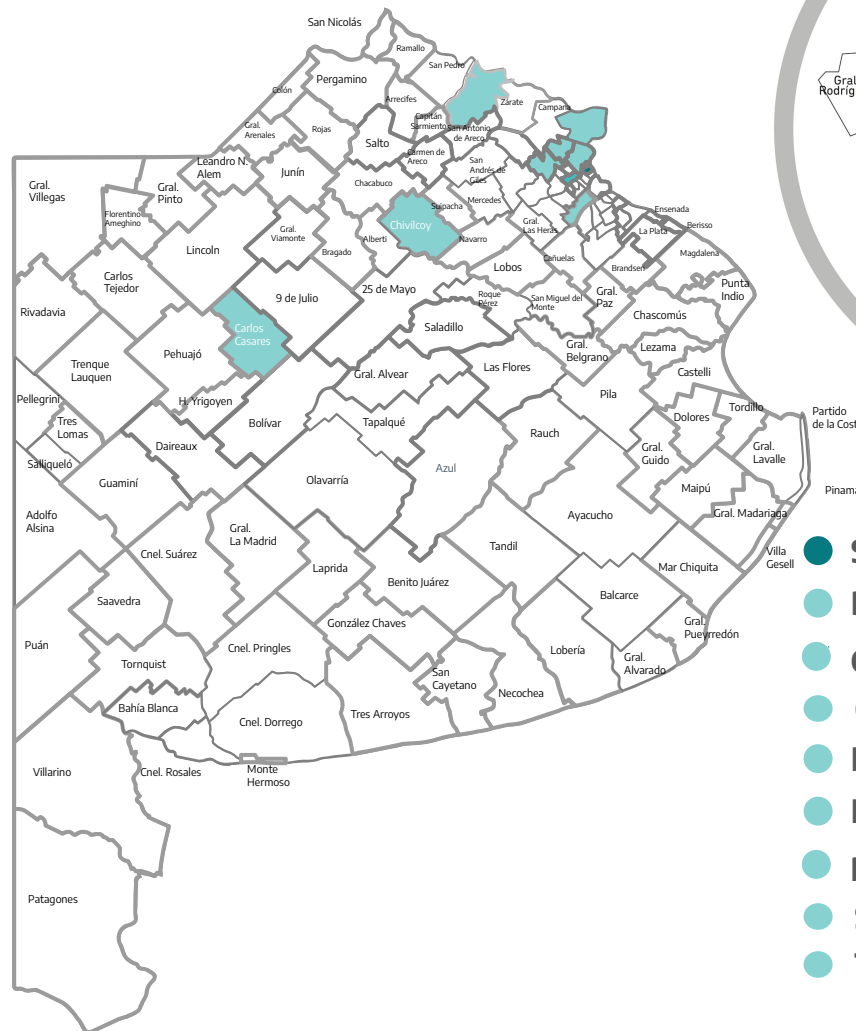 San Nicolás
Ramallo
San Pedro
Gral.
Rodríg
Pergamino
Colón
Arrecifes
Zárate
Campana
Capitán
Sarmiento
San Antonio
de Areco
Gral.
Arenales
Rojas
Salto
Carmen de
Areco
San
Andrés de
Giles
Leandro N.
Alem
Junín
Chacabuco
Mercedes
Gral.
Villegas
Gral.
Pinto
Florentino
Ameghino
Suipacha
Chivilcoy
Navarro
Gral.
Las Heras
Ensenada
Berisso
La Plata
Magdalena
Gral.
Viamonte
Alberti
Bragado
Lincoln
Cañuelas
Brandsen
Lobos
Carlos
Tejedor
9 de Julio
25 de Mayo
Roque
Pérez
San Miguel del
Monte
Gral.
Paz
Punta
Indio
Rivadavia
Chascomús
Carlos
Casares
Saladillo
Pehuajó
Gral.
Belgrano
Lezama
Trenque
Lauquen
Gral. Alvear
Las Flores
Castelli
Pellegrini
H. Yrigoyen
Pila
Tres
Lomas
Bolívar
Tapalqué
Dolores
Tordillo
Partido
de la Cost
Daireaux
Rauch
Gral.
Guido
Gral.
Lavalle
Salliqueló
Azul
Guaminí
Olavarría
Maipú
Pinama
Adolfo
Alsina
Gral.
La Madrid
Ayacucho
Gral. Madariaga
Cnel. Suárez
Tandil
Villa
Gesell
Laprida
Benito Juárez
Mar Chiquita
Saavedra
Balcarce
González Chaves
Gral.
Pueyrredón
Puán
Cnel. Pringles
Tornquist
Lobería
Gral.
Alvarado
San
Cayetano
Necochea
Bahía Blanca
Cnel. Dorrego
Tres Arroyos
Villarino
Cnel. Rosales
Monte
Hermoso
Patagones